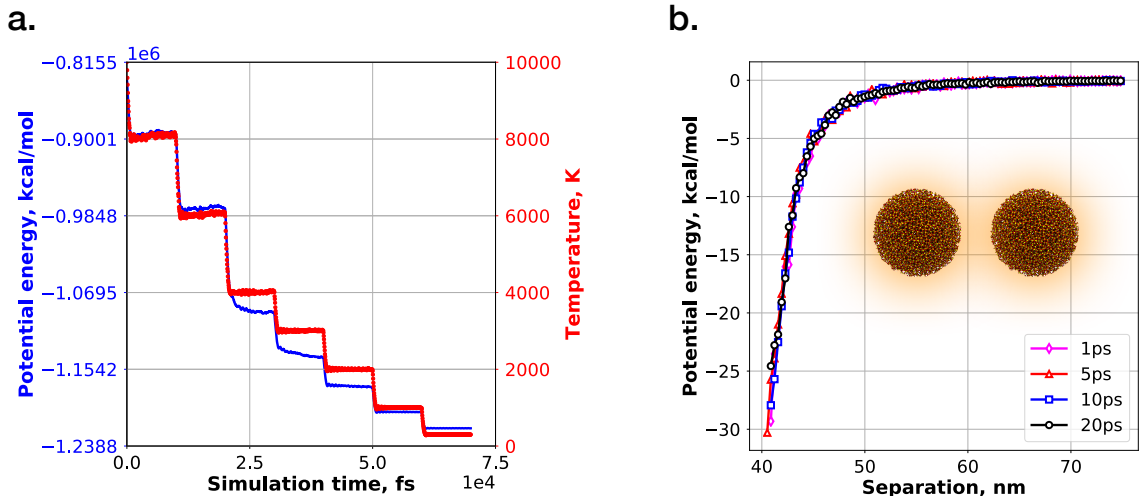 a.
1e6
Potential energy, kcal/mol
−0.8155
−0.9001
−0.9848
−1.0695
−1.1542
−1.2388
0.0
2.5
5.0
7.5
1e4
Simulation time, fs
10000
8000
6000
4000
2000
0
Temperature, K
b.
Potential energy, kcal/mol
0
−5
−10
−15
−20
−25
−30
40
50
60
70
Separation, nm
1ps
5ps
10ps
20ps